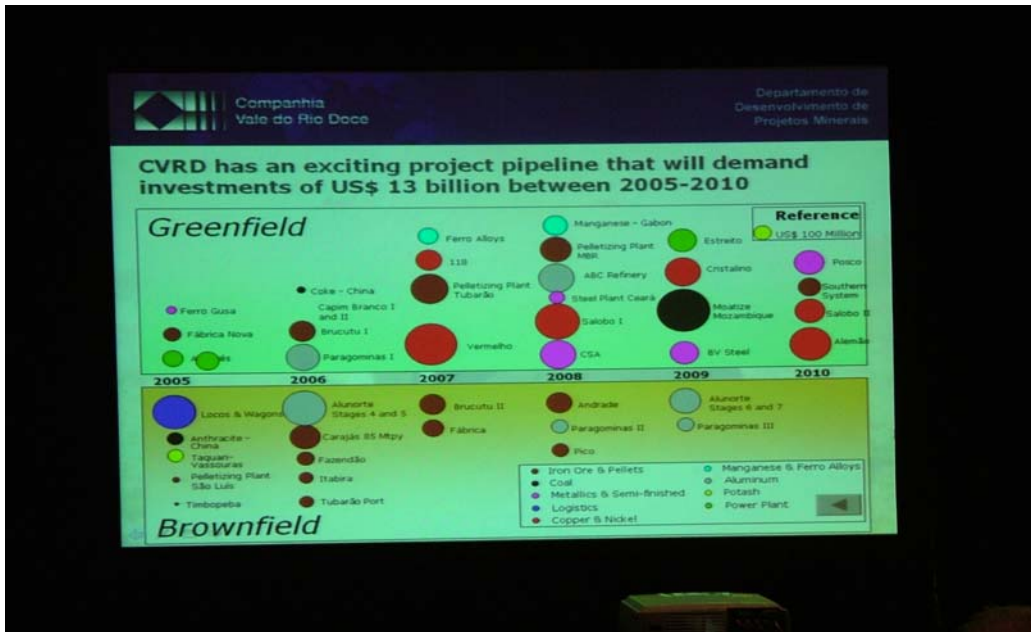 Companhia
Vale do Rio Doce
Departamento de
Desenvolvimento de
Projetos Minerais
CVRD has an exciting project pipeline that will demand
investments of US$ 13 billion between 2005-2010
Greenfield
Reference
US$ 100 Million
Ferro Gusa
Fábrica Nova
Coke - China
Capim Branco I
and II
Brucutu I
Paragominas I
Ferro Alloys
118
Pelletizing Plant
Tubarão
Vermelho
Manganese - Gabon
Pelletizing Plant
MBR
ABC Refinery
Steel Plant Ceará
Salobo I
CSA
Estreito
Cristalino
Moatize
Mozambique
BV Steel
Posco
Southern
System
Salobo II
Alemão
2005
2006
2007
2008
2009
2010
Locos & Wagons
Anthracite -
China
Taquari-
Vassouras
Pelletizing Plant
São Luís
Timbopeba
Alunorte
Stages 4 and 5
Carajás 85 Mtpy
Fazendão
Itabira
Tubarão Port
Brucutu II
Fábrica
Andrade
Paragominas II
Pico
Alunorte
Stages 6 and 7
Paragominas III
Brownfield
Iron Ore & Pellets
Coal
Metallics & Semi-finished
Logistics
Copper & Nickel
Manganese & Ferro Alloys
Aluminum
Potash
Power Plant